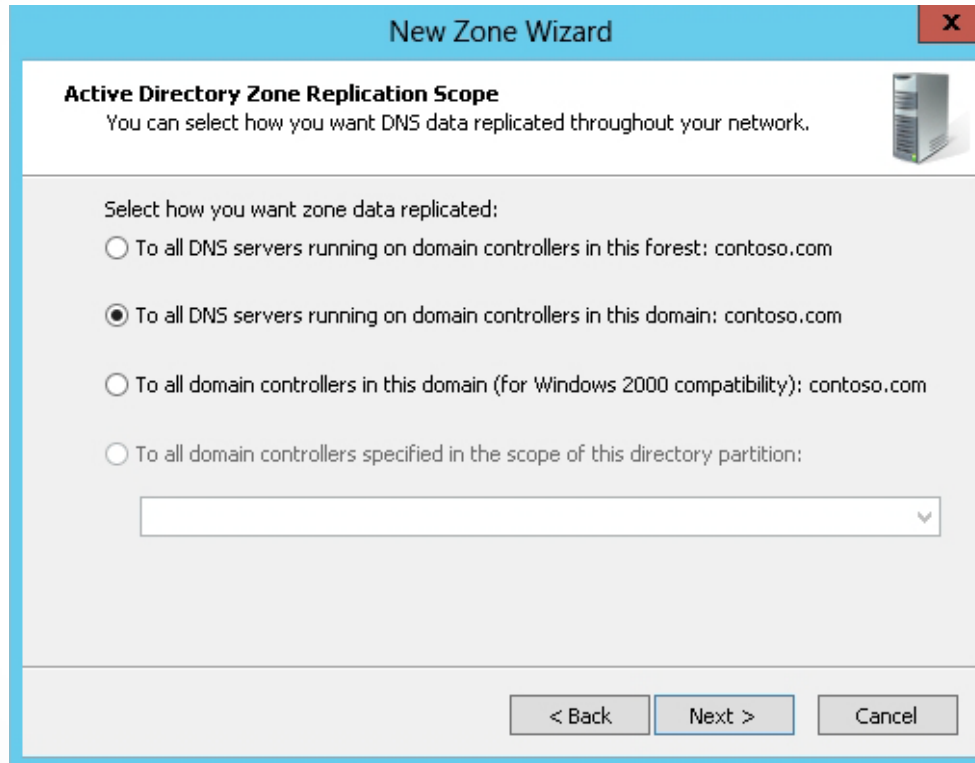 New Zone Wizard
x
Active Directory Zone Replication Scope
You can select how you want DNS data replicated throughout your network.
Select how you want zone data replicated:
To all DNS servers running on domain controllers in this forest: contoso.com
To all DNS servers running on domain controllers in this domain: contoso.com
To all domain controllers in this domain (for Windows 2000 compatibility): contoso.com
To all domain controllers specified in the scope of this directory partition:
< Back Next > Cancel